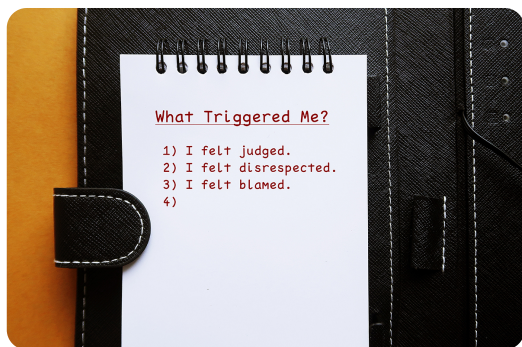 What Triggered Me?
1) I felt judged.
2) I felt disrespected.
3) I felt blamed.
4)